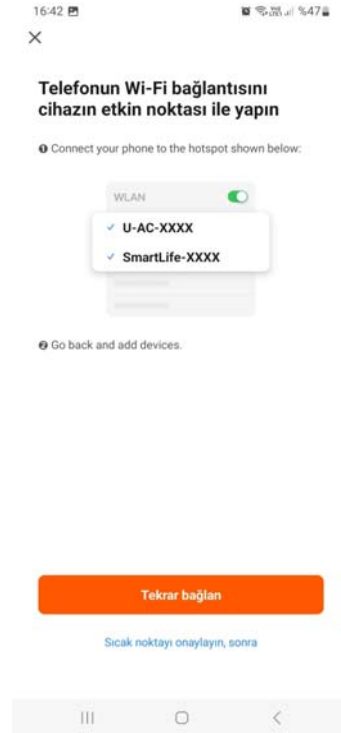 16:42 %47
Telefonun Wi-Fi bağlantısını
cihazın etkin noktası ile yapın
❶ Connect your phone to the hotspot shown below:
WLAN
✓ U-AC-XXXX
✓ SmartLife-XXXX
❷ Go back and add devices.
Tekrar bağlan
Sıcak noktayı onaylayın, sonra